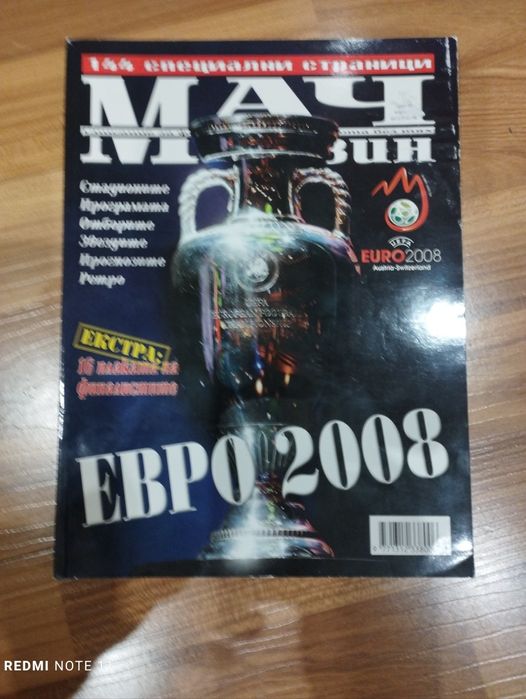 144 специални страници
МАЧ
зин
Стадионите
Програмата
Отборите
Звездите
Прогнозите
Ретро
UEFA
EURO2008
Austria-Switzerland
ЕКСТРА:
16 плаката на
финалистите
ЕВРО 2008
REDMI NOTE 1